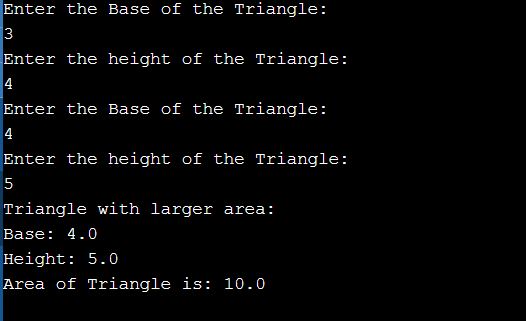 Enter the Base of the Triangle:
3
Enter the height of the Triangle:
4
Enter the Base of the Triangle:
4
Enter the height of the Triangle:
5
Triangle with larger area:
Base: 4.0
Height: 5.0
Area of Triangle is: 10.0